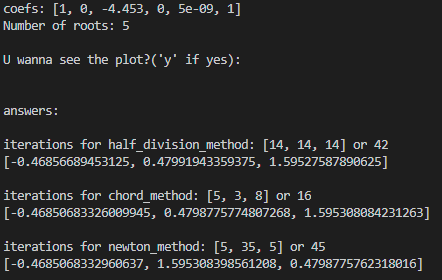 coefs: [1, 0, -4.453, 0, 5e-09, 1]
Number of roots: 5
U wanna see the plot?('y' if yes):
answers:
iterations for half_division_method: [14, 14, 14] or 42
[-0.46856689453125, 0.47991943359375, 1.59527587890625]
iterations for chord_method: [5, 3, 8] or 16
[-0.46850683326009945, 0.4798775774807268, 1.595308084231263]
iterations for newton_method: [5, 35, 5] or 45
[-0.4685068332960637, 1.595308398561208, 0.4798775762318016]